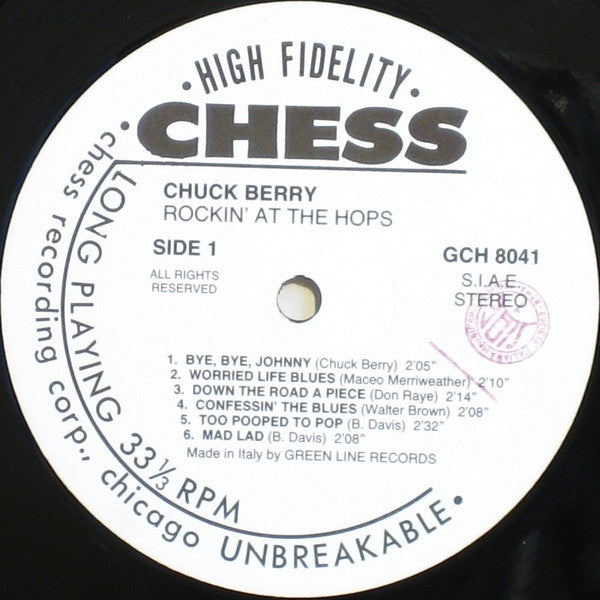 • HIGH FIDELITY •
CHESS
CHUCK BERRY
ROCKIN' AT THE HOPS
SIDE 1
GCH 8041
ALL RIGHTS
RESERVED
S.I.A.E.
STEREO
1. BYE, BYE, JOHNNY (Chuck Berry) 2'05"
2. WORRIED LIFE BLUES (Maceo Merriweather) 2'10"
3. DOWN THE ROAD A PIECE (Don Raye) 2'14"
4. CONFESSIN' THE BLUES (Walter Brown) 2'08"
5. TOO POOPED TO POP (B. Davis) 2'32"
6. MAD LAD (B. Davis) 2'08"
Made in Italy by GREEN LINE RECORDS
LONG PLAYING 33 1/3 RPM
• chess recording corp., chicago UNBREAKABLE •